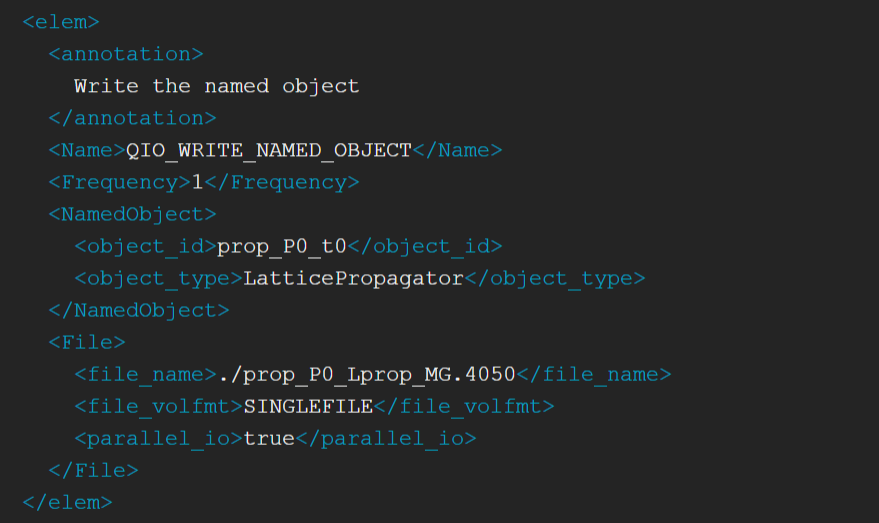 <elem>
<annotation>
Write the named object
</annotation>
<Name>QIO_WRITE_NAMED_OBJECT</Name>
<Frequency>1</Frequency>
<NamedObject>
<object_id>prop_P0_t0</object_id>
<object_type>LatticePropagator</object_type>
</NamedObject>
<File>
<file_name>./prop_P0_Lprop_MG.4050</file_name>
<file_volfmt>SINGLEFILE</file_volfmt>
<parallel_io>true</parallel_io>
</File>
</elem>